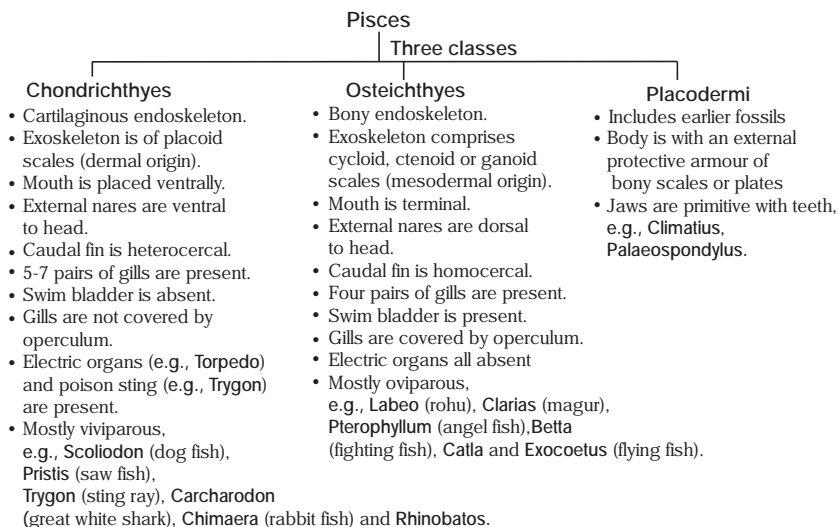 Pisces
Three classes
Chondrichthyes
• Cartilaginous endoskeleton.
• Exoskeleton is of placoid
scales (dermal origin).
• Mouth is placed ventrally.
• External nares are ventral
to head.
• Caudal fin is heterocercal.
• 5-7 pairs of gills are present.
• Swim bladder is absent.
• Gills are not covered by
operculum.
• Electric organs (e.g., Torpedo)
and poison sting (e.g., Trygon)
are present.
• Mostly viviparous,
e.g., Scoliodon (dog fish),
Pristis (saw fish),
Trygon (sting ray), Carcharodon
(great white shark), Chimaera (rabbit fish) and Rhinobatos.
Osteichthyes
• Bony endoskeleton.
• Exoskeleton comprises
cycloid, ctenoid or ganoid
scales (mesodermal origin).
• Mouth is terminal.
• External nares are dorsal
to head.
• Caudal fin is homocercal.
• Four pairs of gills are present.
• Swim bladder is present.
• Gills are covered by operculum.
• Electric organs all absent
• Mostly oviparous,
e.g., Labeo (rohu), Clarias (magur),
Pterophyllum (angel fish),Betta
(fighting fish), Catla and Exocoetus (flying fish).
Placodermi
• Includes earlier fossils
• Body is with an external
protective armour of
bony scales or plates
• Jaws are primitive with teeth,
e.g., Climatius,
Palaeospondylus.